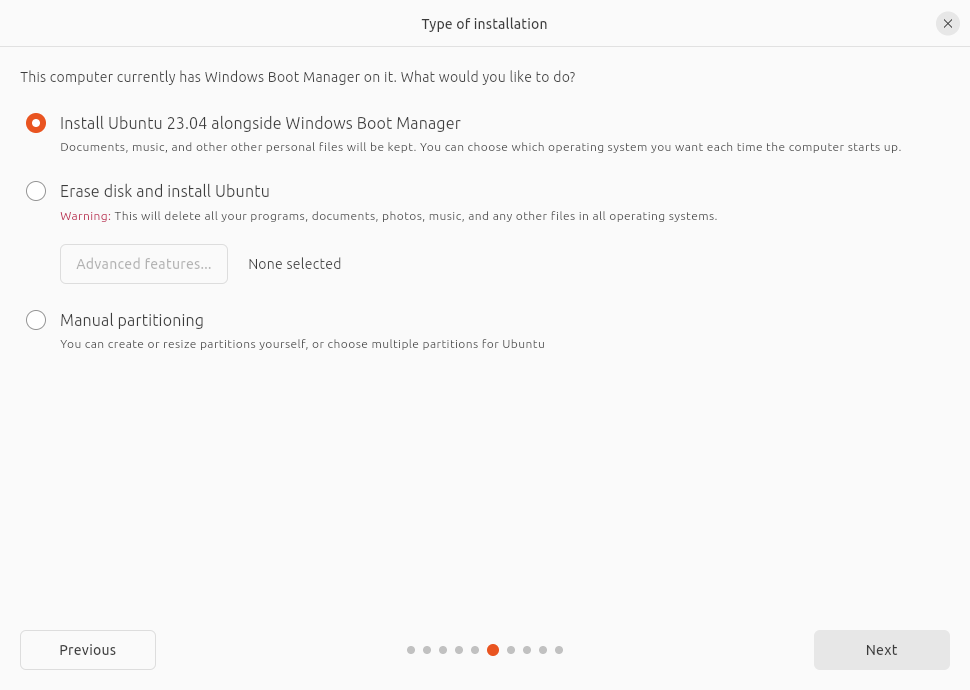 Type of installation
This computer currently has Windows Boot Manager on it. What would you like to do?
Install Ubuntu 23.04 alongside Windows Boot Manager
Documents, music, and other other personal files will be kept. You can choose which operating system you want each time the computer starts up.
Erase disk and install Ubuntu
Warning: This will delete all your programs, documents, photos, music, and any other files in all operating systems.
Advanced features... None selected
Manual partitioning
You can create or resize partitions yourself, or choose multiple partitions for Ubuntu
Previous Next